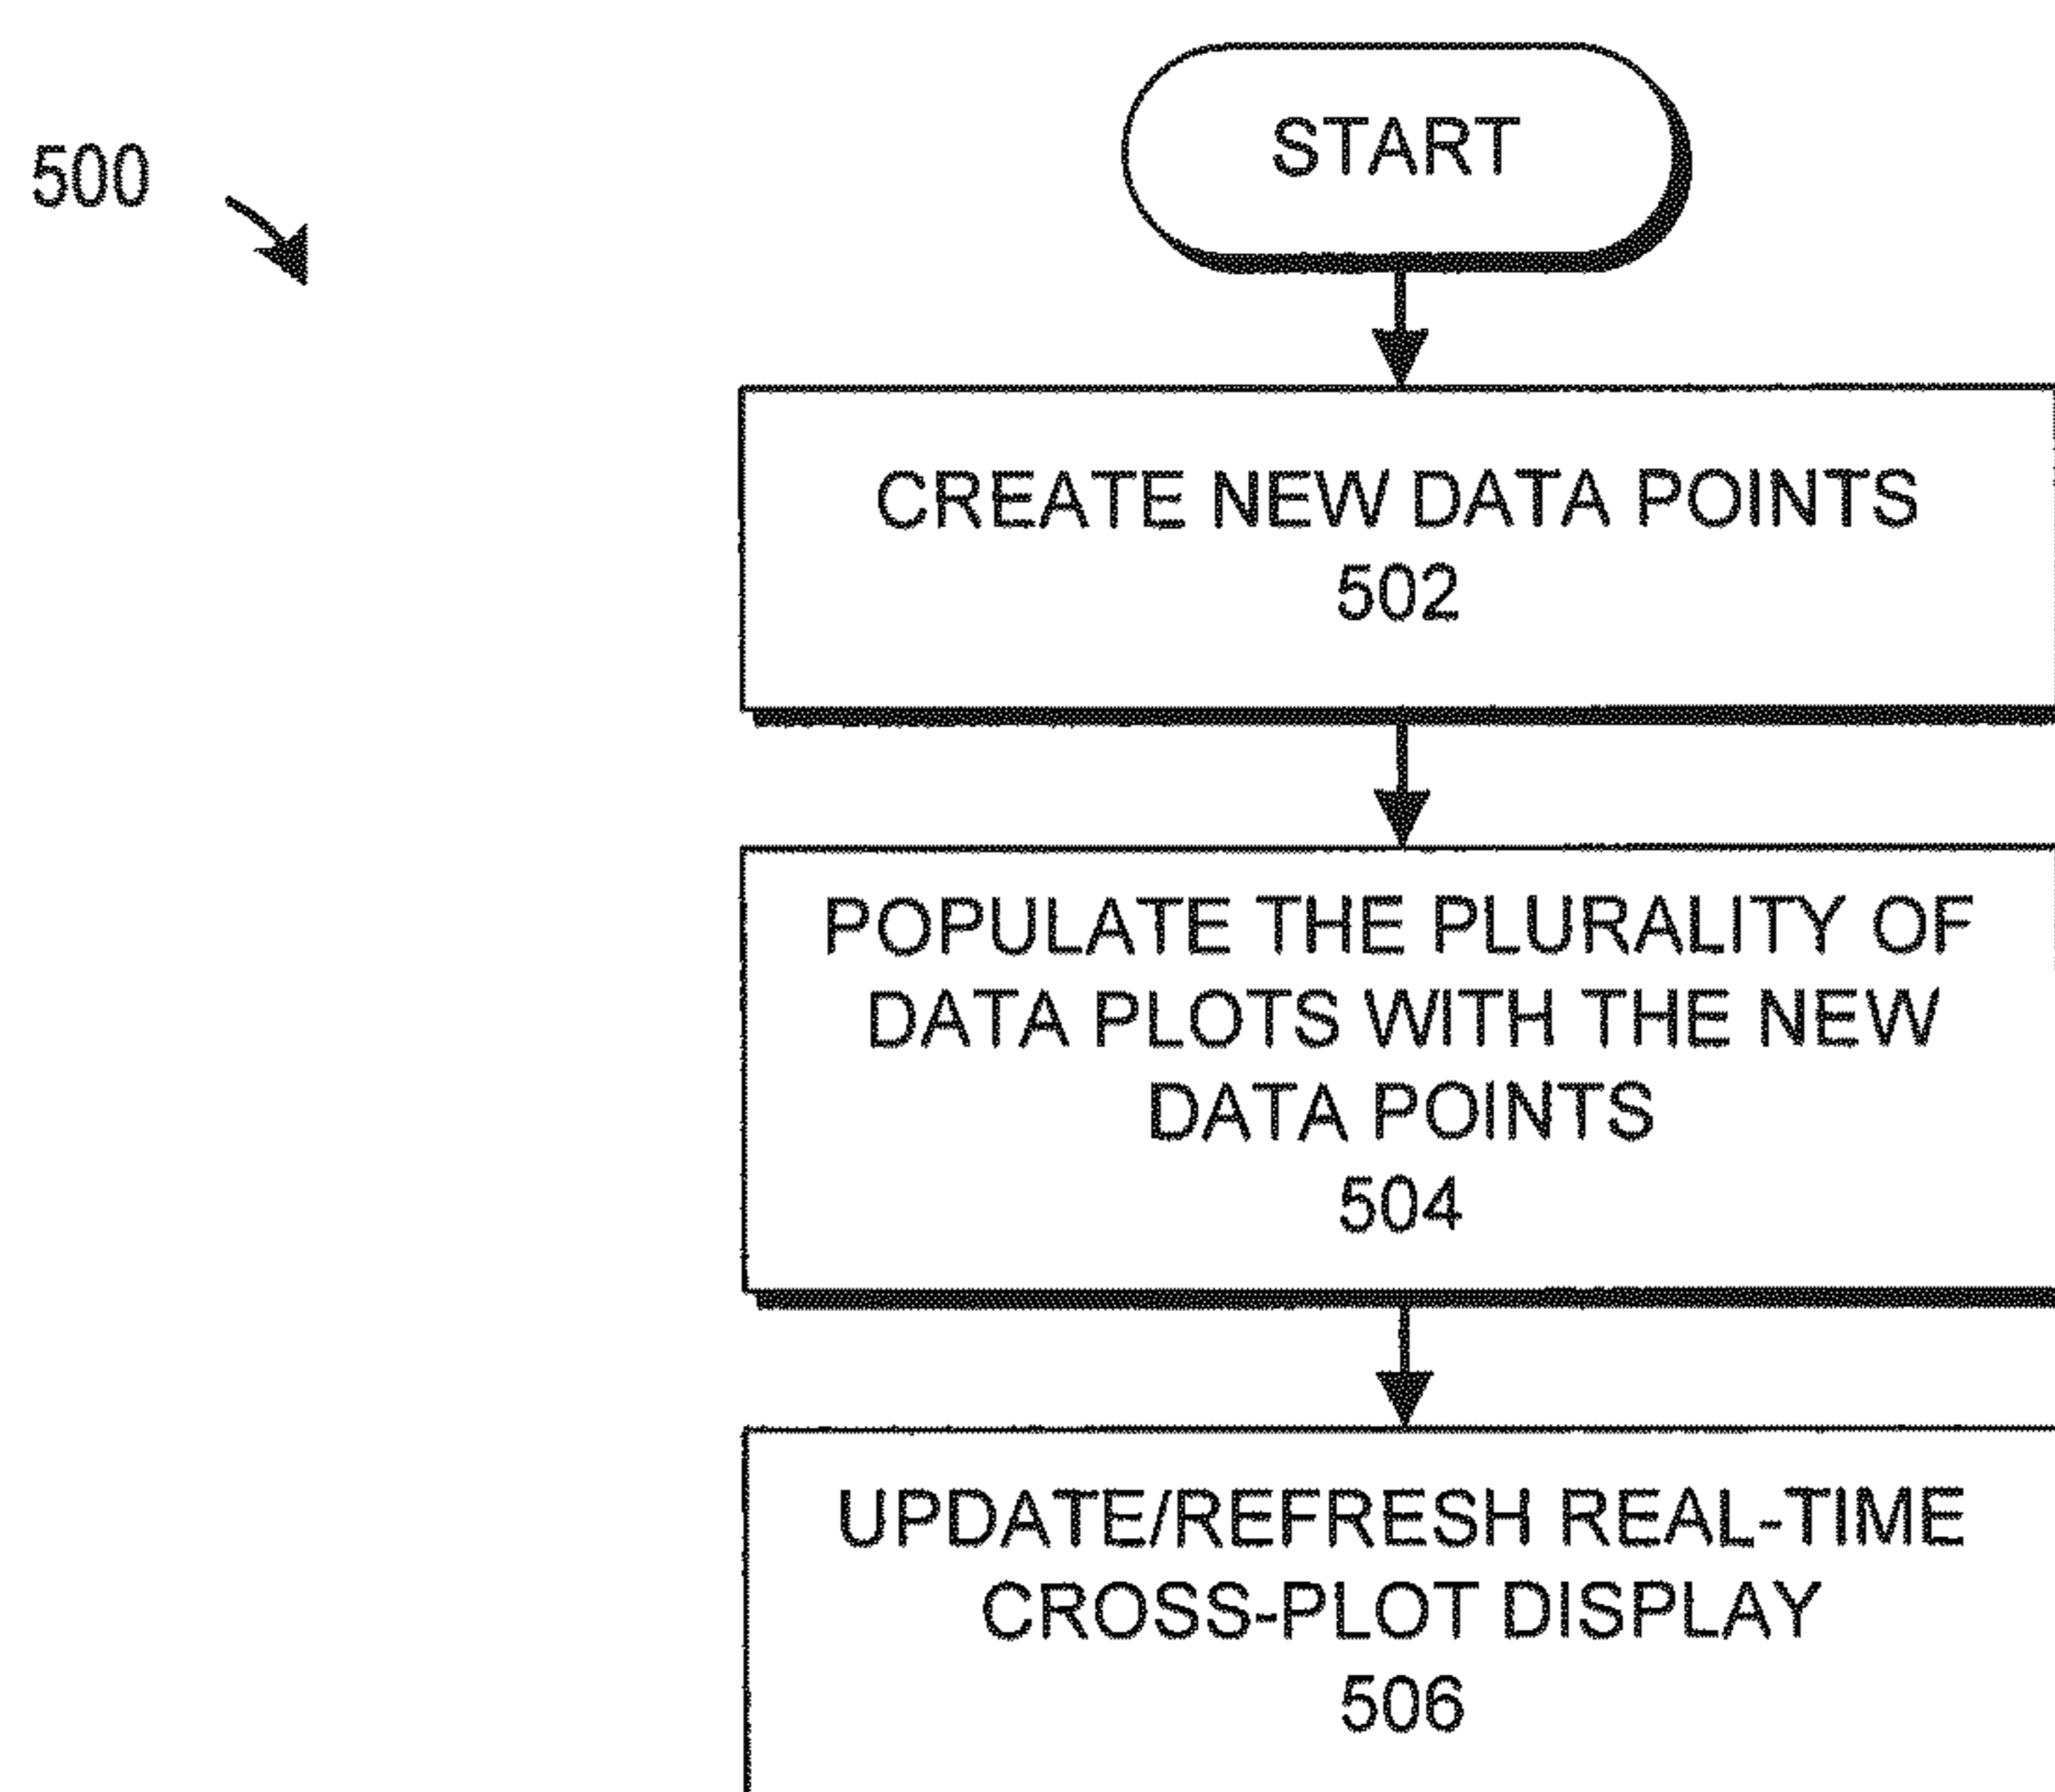 500
START
CREATE NEW DATA POINTS
502
POPULATE THE PLURALITY OF
DATA PLOTS WITH THE NEW
DATA POINTS
504
UPDATE/REFRESH REAL-TIME
CROSS-PLOT DISPLAY
506